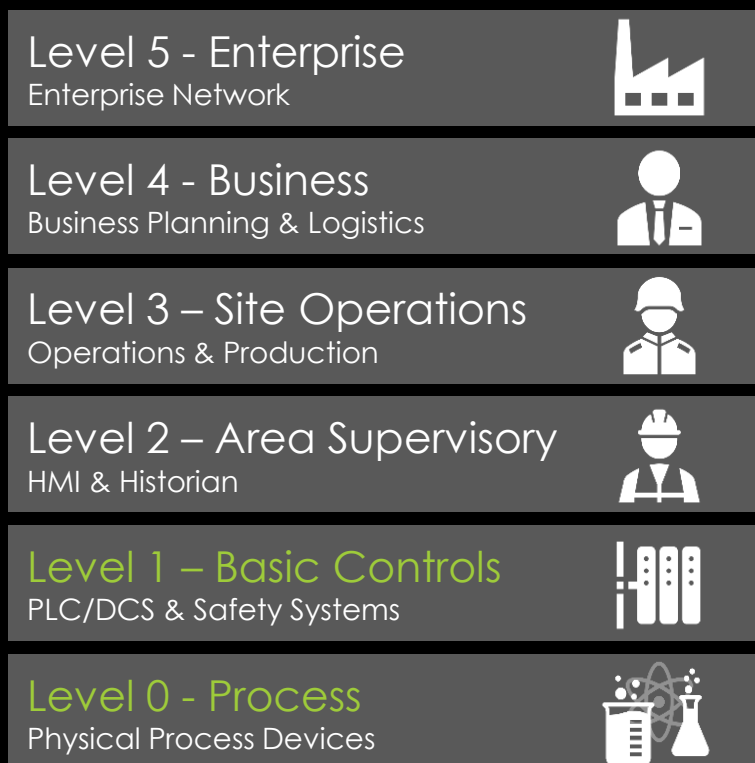 Level 5 - Enterprise
Enterprise Network
Level 4 - Business
Business Planning & Logistics
Level 3 – Site Operations
Operations & Production
Level 2 – Area Supervisory
HMI & Historian
Level 1 – Basic Controls
PLC/DCS & Safety Systems
Level 0 - Process
Physical Process Devices